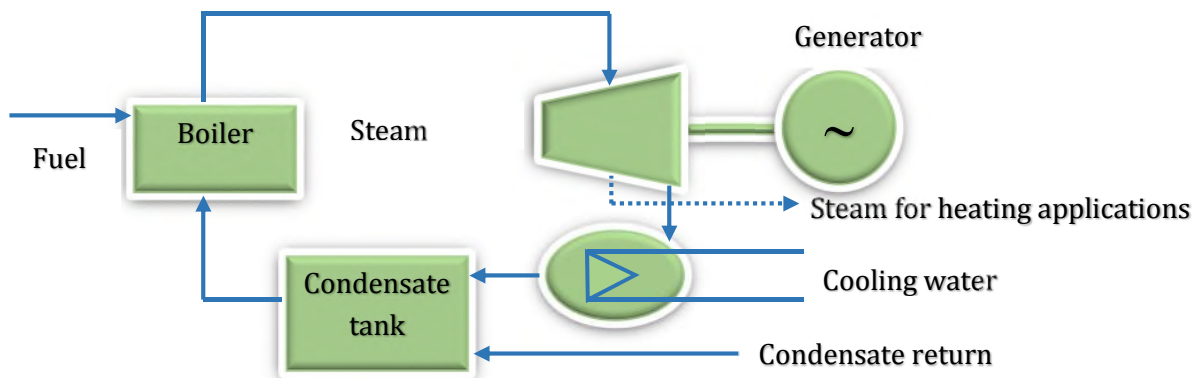 Generator
Boiler
Steam
~
Fuel
Steam for heating applications
Condensate
tank
Cooling water
Condensate return